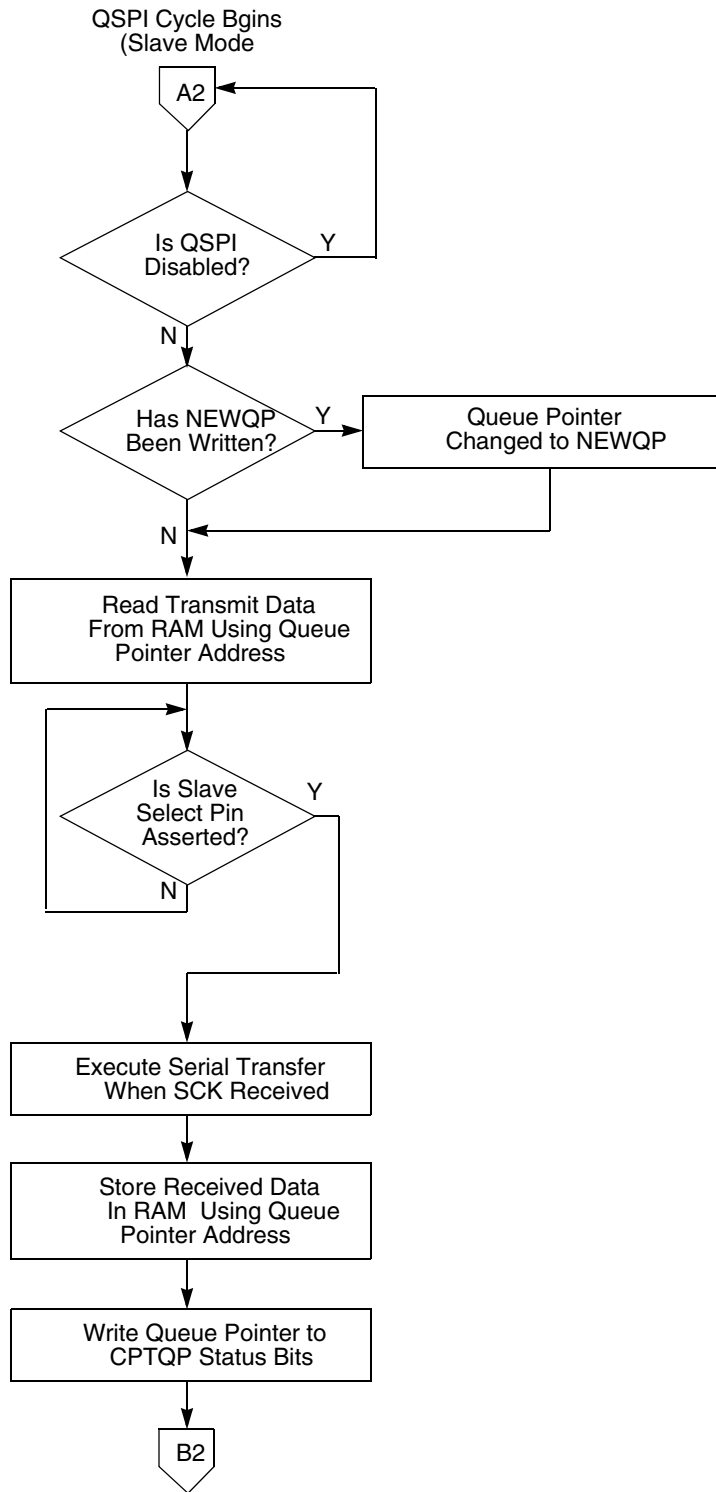 QSPI Cycle Bgins
(Slave Mode
A2
Is QSPI
Disabled?
Y
N
Has NEWQP
Been Written?
Y
Queue Pointer
Changed to NEWQP
N
Read Transmit Data
From RAM Using Queue
Pointer Address
Is Slave
Select Pin
Asserted?
Y
N
Execute Serial Transfer
When SCK Received
Store Received Data
In RAM Using Queue
Pointer Address
Write Queue Pointer to
CPTQP Status Bits
B2